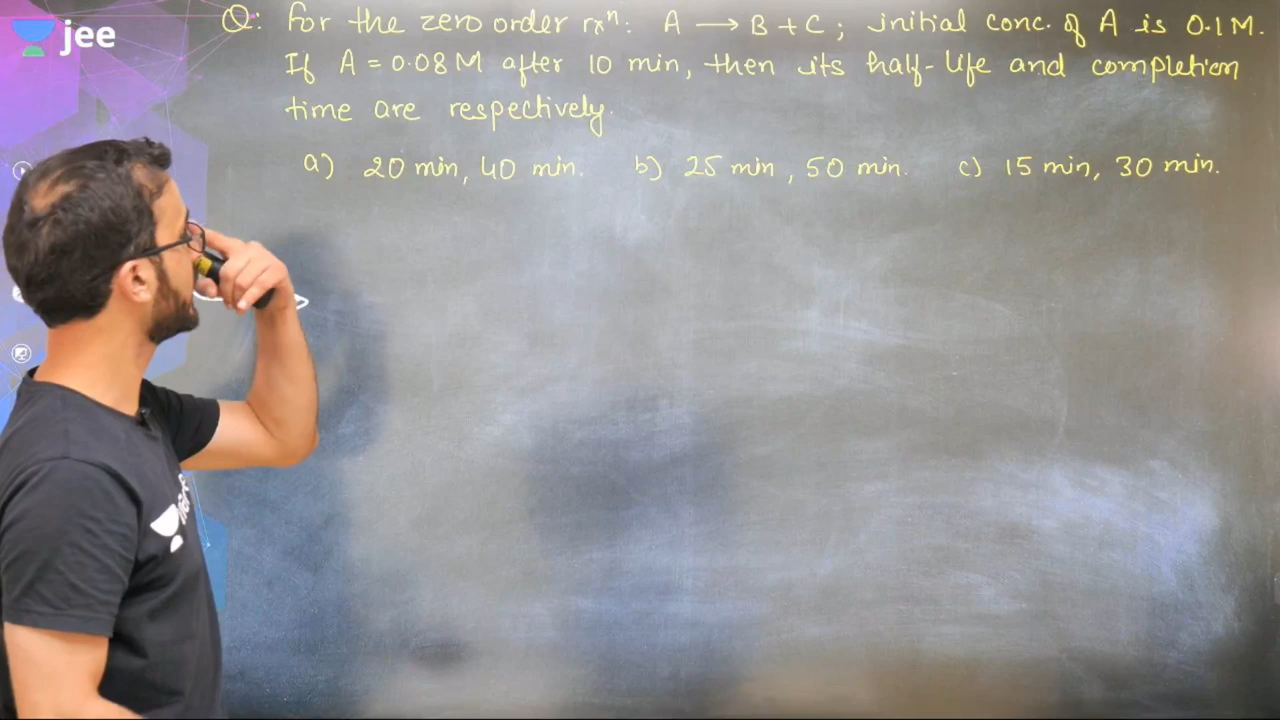 jee
Q: For the zero order rxⁿ: A → B + C ; initial conc. of A is 0.1 M.
If A = 0.08 M after 10 min, then its half-life and completion
time are respectively.
a) 20 min, 40 min. b) 25 min, 50 min. c) 15 min, 30 min.